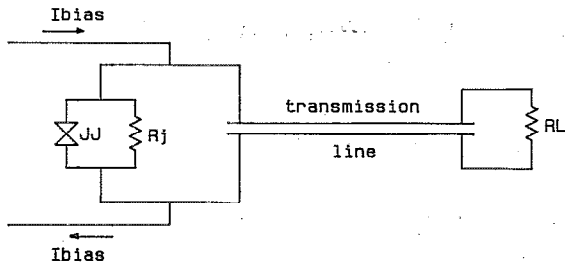 Ibias
transmission
JJ
Rj
RL
line
Ibias